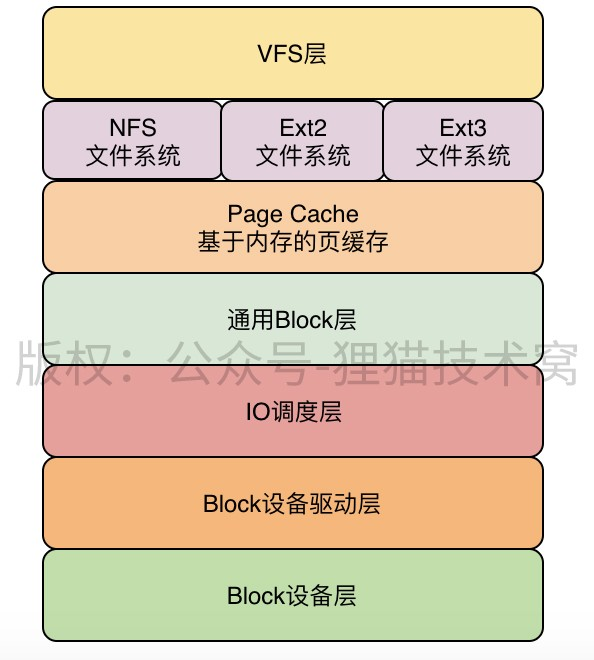 VFS层
NFS
文件系统
Ext2
文件系统
Ext3
文件系统
Page Cache
基于内存的页缓存
通用Block层
版权：公众号-狸猫技术窝
IO调度层
Block设备驱动层
Block设备层